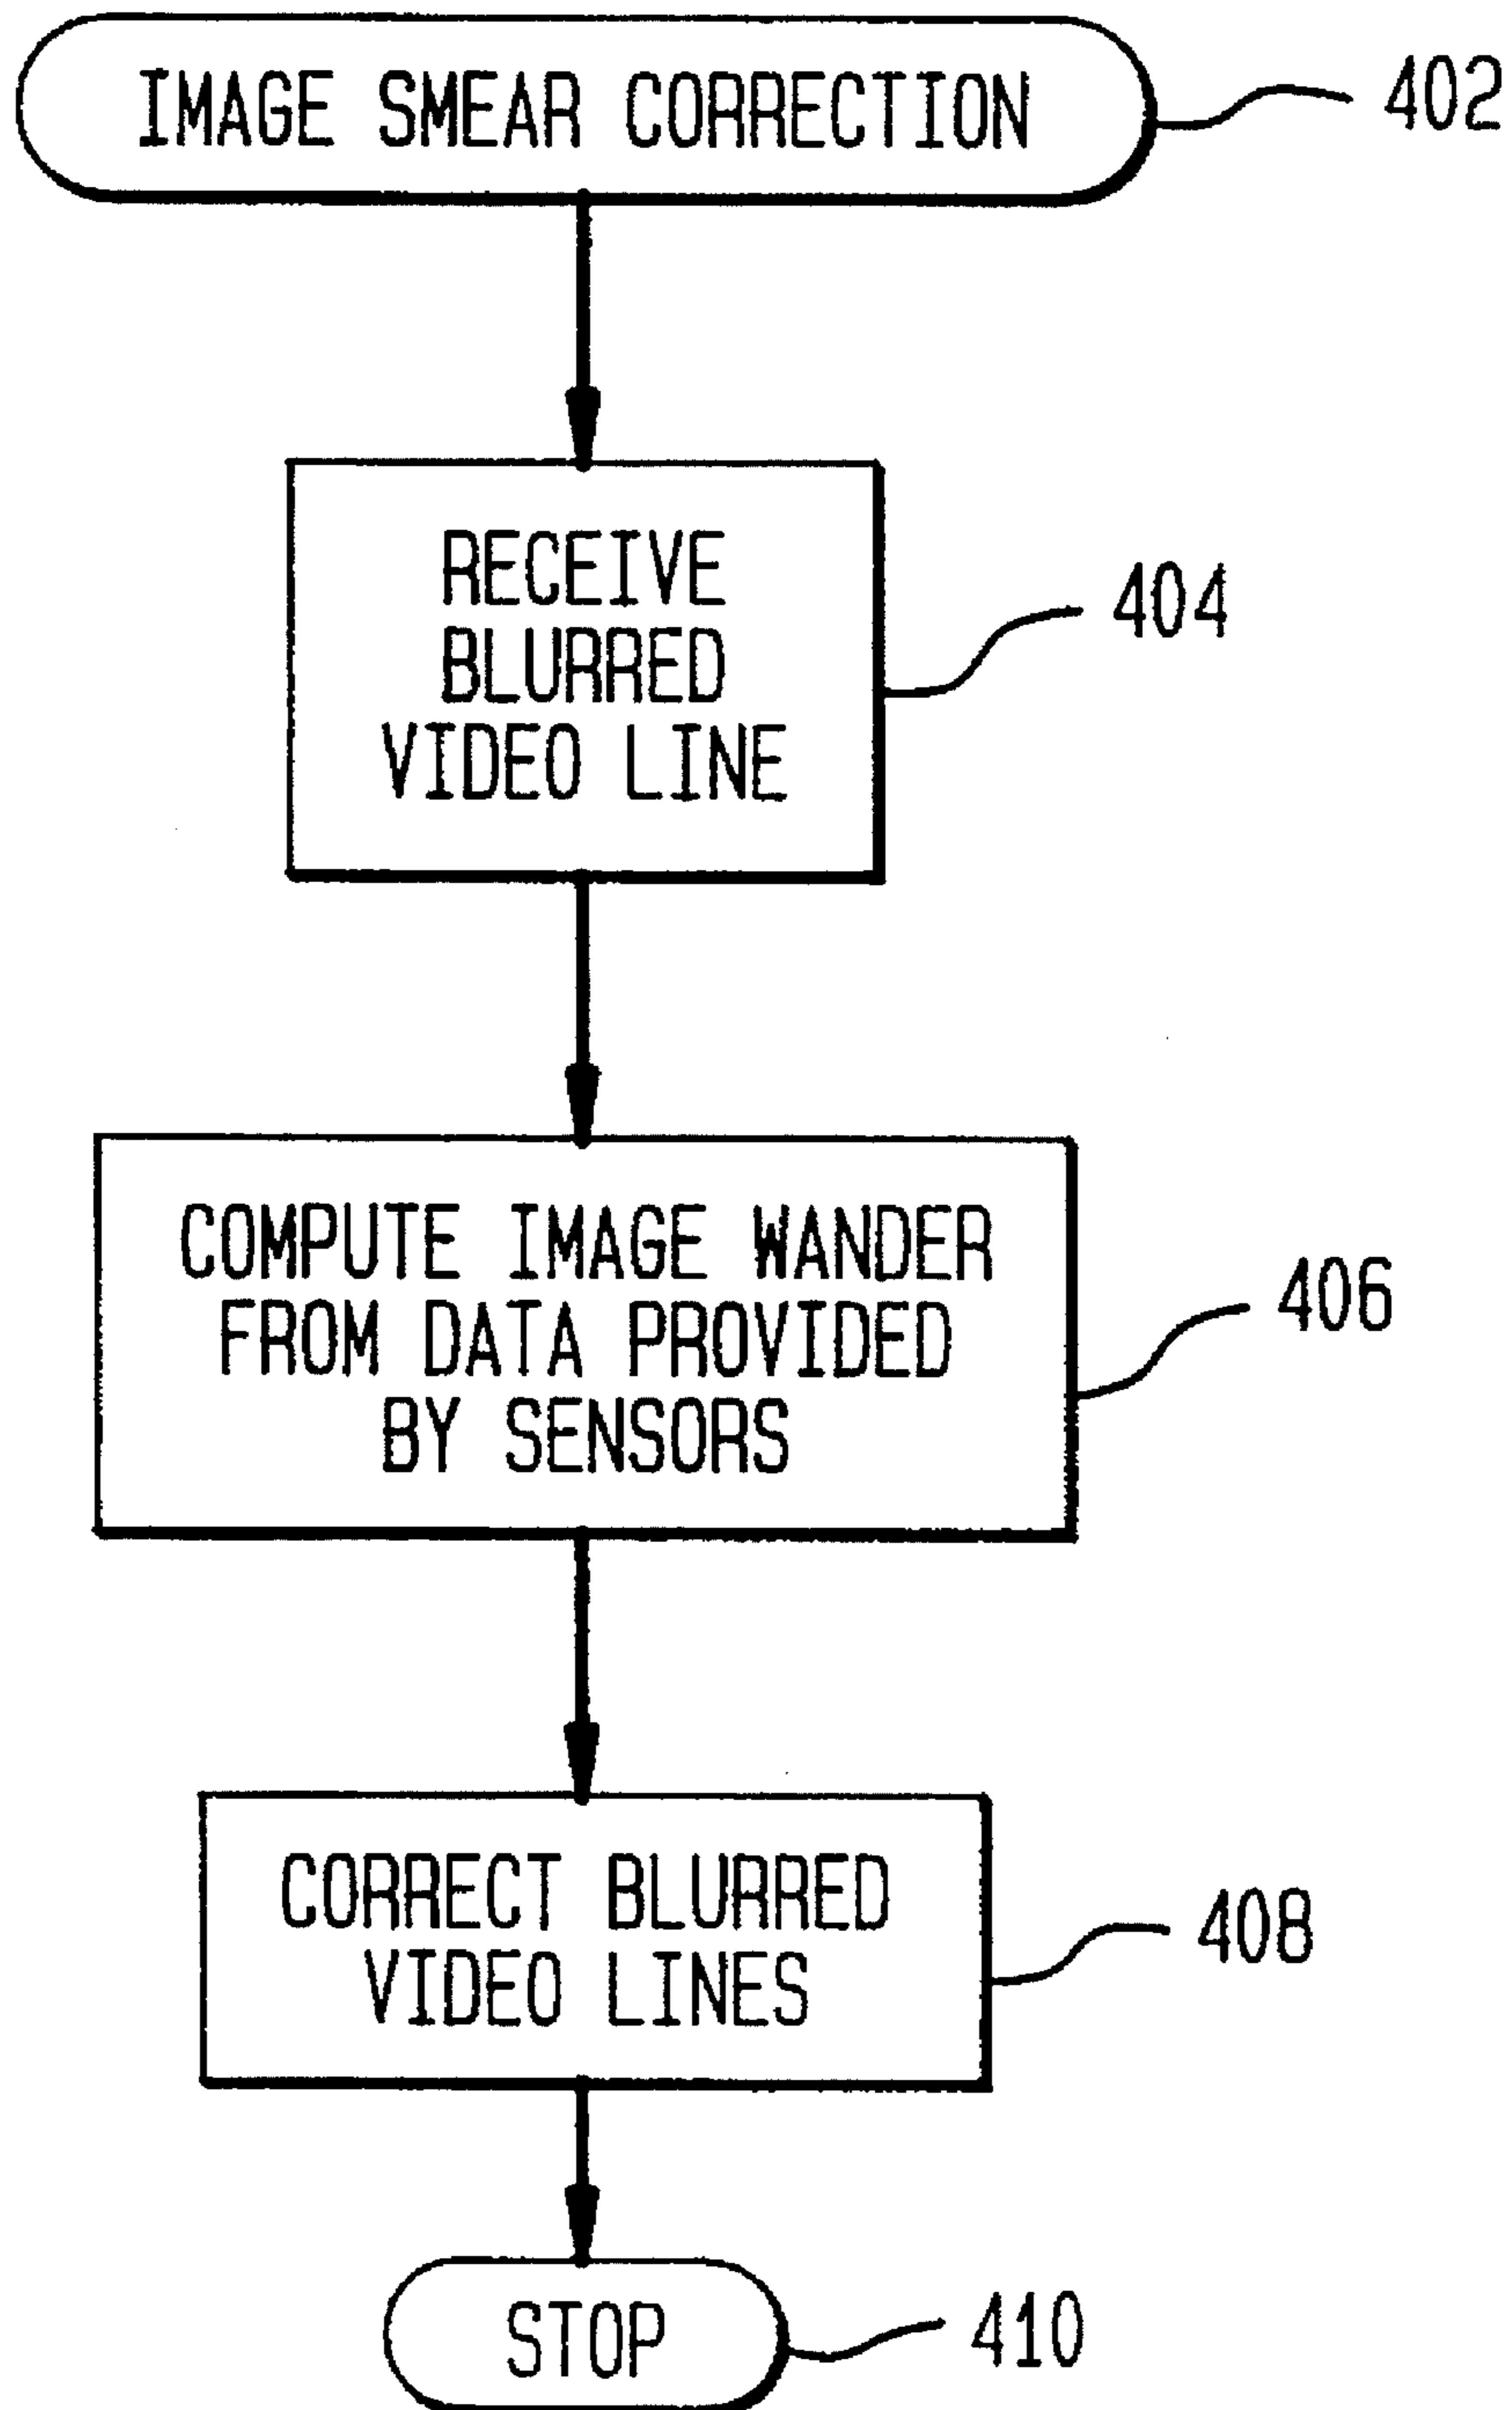 IMAGE SMEAR CORRECTION
402
RECEIVE
BLURRED
VIDEO LINE
404
COMPUTE IMAGE WANDER
FROM DATA PROVIDED
BY SENSORS
406
CORRECT BLURRED
VIDEO LINES
408
STOP
410